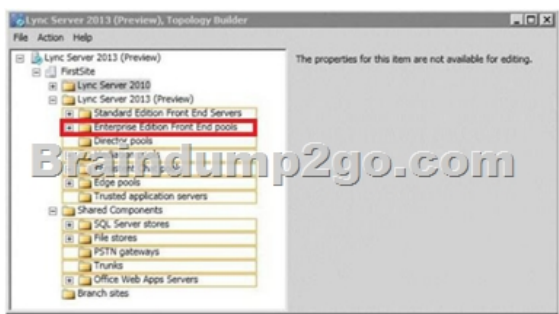 Lync Server 2013 (Preview), Topology Builder
File Action Help
Lync Server 2013 (Preview)
FirstSite
Lync Server 2010
Lync Server 2013 (Preview)
Standard Edition Front End Servers
Enterprise Edition Front End pools
Director pools
Edge pools
Trusted application servers
Shared Components
SQL Server stores
File stores
PSTN gateways
Trunks
Office Web Apps Servers
Branch sites
The properties for this item are not available for editing.
Braindump2go.com